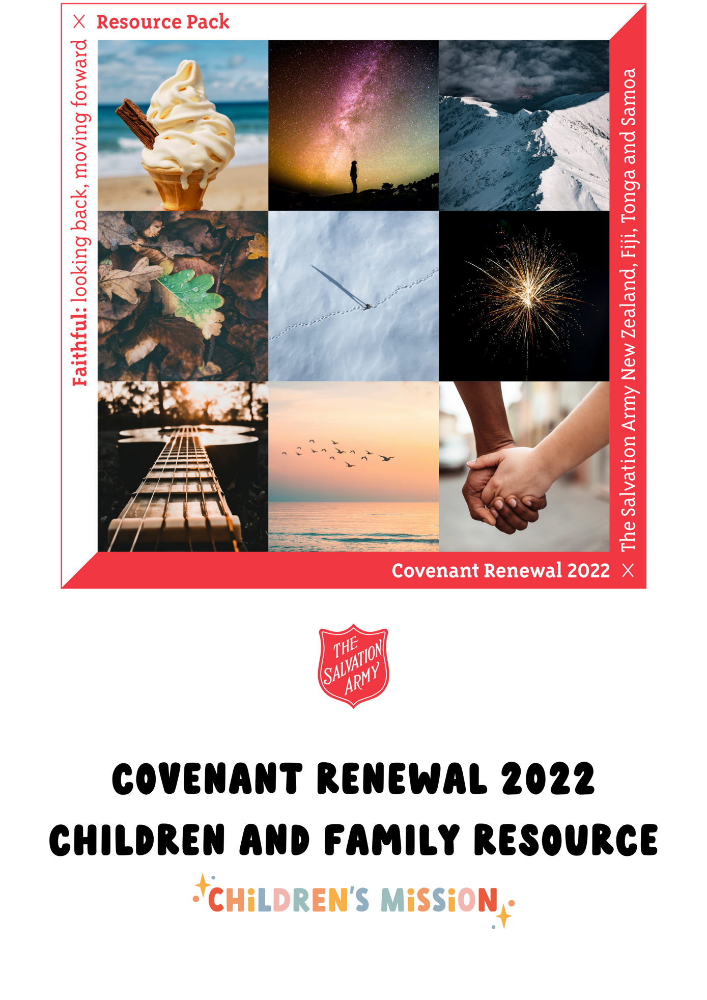 Resource Pack
Faithful: looking back, moving forward
The Salvation Army New Zealand, Fiji, Tonga and Samoa
Covenant Renewal 2022
THE
SALVATION
ARMY
COVENANT RENEWAL 2022
CHILDREN AND FAMILY RESOURCE
CHiLDREN'S MiSSiON